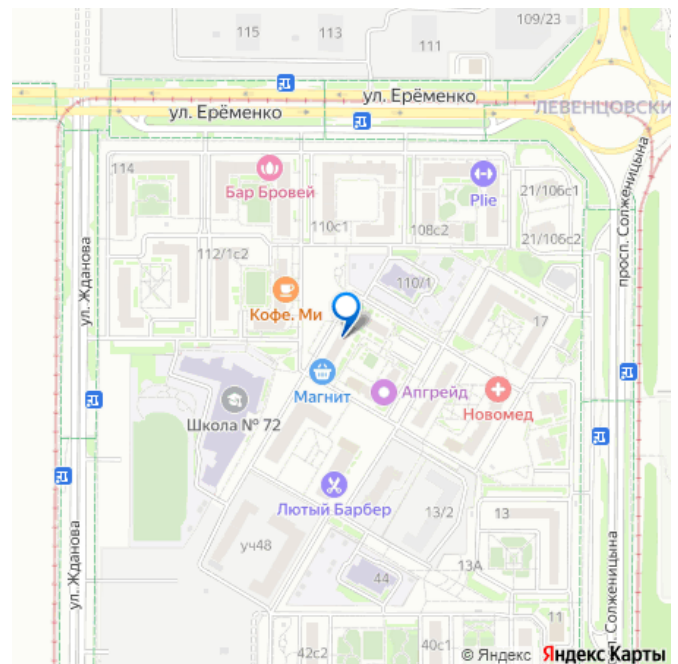 109/23
115
113
111
ул. Ерёменко
ул. Ерёменко
ЛЕВЕНЦОВСКИ
114
Бар Бровей
Plie
21/106с1
110с1
108с2
21/106с2
просп. Солженицына
ул. Жданова
112/1с2
110/1
Кофе. Ми
17
Магнит
Апгрейд
Новомед
Школа № 72
Лютый Барбер
13/2
13
уч48
13А
44
ул. Жданова
11
42с2
40с1
. Солженицына
© Яндекс Яндекс Карты